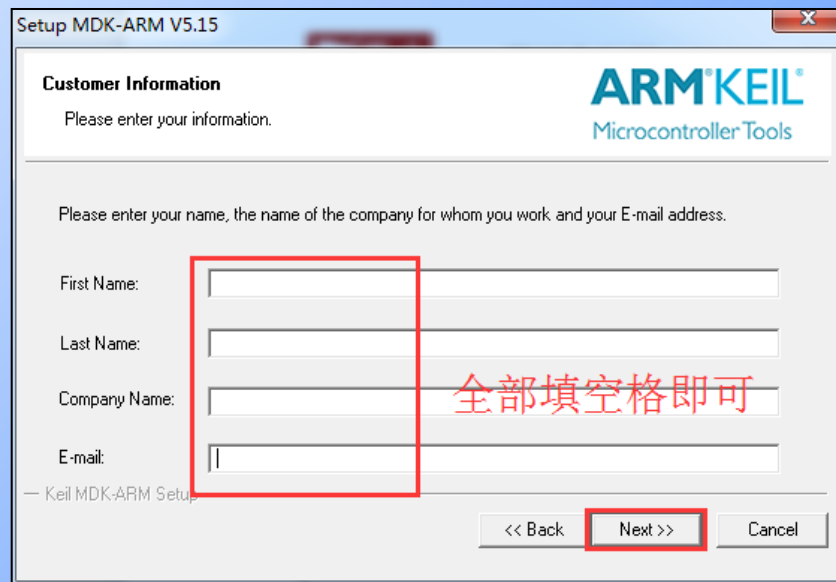 Setup MDK-ARM V5.15
X
Customer Information
Please enter your information.
ARM®KEIL®
Microcontroller Tools
Please enter your name, the name of the company for whom you work and your E-mail address.
First Name:
Last Name:
Company Name:
全部填空格即可
E-mail:
Keil MDK-ARM Setup
<< Back
Next >>
Cancel